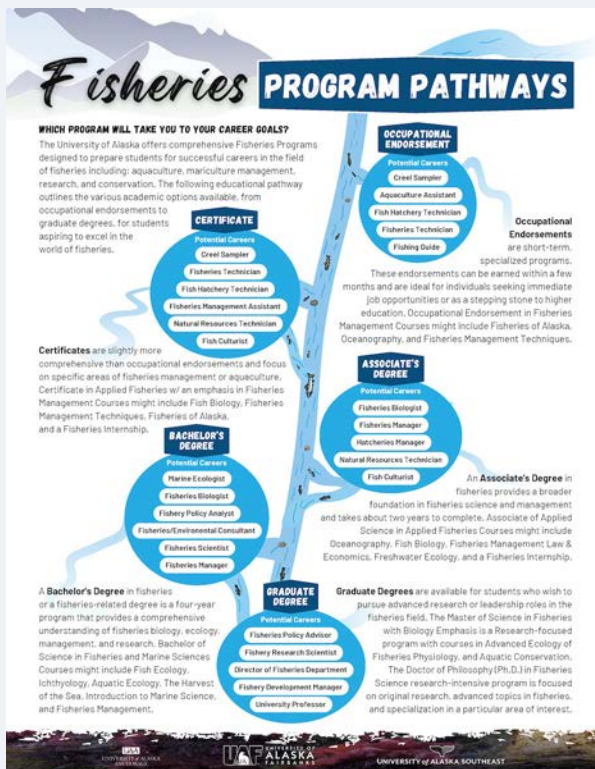 Fisheries PROGRAM PATHWAYS
WHICH PROGRAM WILL TAKE YOU TO YOUR CAREER GOALS?
The University of Alaska offers comprehensive Fisheries Programs
designed to prepare students for successful careers in the field
of fisheries including: aquaculture, mariculture management,
research, and conservation. The following educational pathway
outlines the various academic options available, from
occupational endorsements to
graduate degrees, for students
aspiring to excel in the
world of fisheries.
OCCUPATIONAL
ENDORSEMENT
Potential Careers
Creel Sampler
Aquaculture Assistant
Fish Hatchery Technician
Fisheries Technician
Fishing Guide
Occupational
Endorsements
are short-term,
specialized programs.
These endorsements can be earned within a few
months and are ideal for individuals seeking immediate
job opportunities or as a stepping stone to higher
education. Occupational Endorsement in Fisheries
Management Courses might include Fisheries of Alaska,
Oceanography, and Fisheries Management Techniques.
CERTIFICATE
Potential Careers
Creel Sampler
Fisheries Technician
Fish Hatchery Technician
Fisheries Management Assistant
Natural Resources Technician
Fish Culturist
Certificates are slightly more
comprehensive than occupational endorsements and focus
on specific areas of fisheries management or aquaculture.
Certificate in Applied Fisheries w/ an emphasis in Fisheries
Management Courses might include Fish Biology, Fisheries
Management Techniques, Fisheries of Alaska,
and a Fisheries Internship.
ASSOCIATE'S
DEGREE
Potential Careers
Fisheries Biologist
Fisheries Manager
Hatcheries Manager
Natural Resources Technician
Fish Culturist
An Associate's Degree in
fisheries provides a broader
foundation in fisheries science and management
and takes about two years to complete. Associate of Applied
Science in Applied Fisheries Courses might include
Oceanography, Fish Biology, Fisheries Management Law &
Economics, Freshwater Ecology, and a Fisheries Internship.
BACHELOR'S
DEGREE
Potential Careers
Marine Ecologist
Fisheries Biologist
Fishery Policy Analyst
Fisheries/Environental Consultant
Fisheries Scientist
Fisheries Manager
A Bachelor's Degree in fisheries
or a fisheries-related degree is a four-year
program that provides a comprehensive
understanding of fisheries biology, ecology,
management, and research. Bachelor of
Science in Fisheries and Marine Sciences
Courses might include Fish Ecology,
Ichthyology, Aquatic Ecology, The Harvest
of the Sea, Introduction to Marine Science,
and Fisheries Management.
GRADUATE
DEGREE
Potential Careers
Fisheries Policy Advisor
Fishery Research Scientist
Director of Fisheries Department
Fishery Development Manager
University Professor
Graduate Degrees are available for students who wish to
pursue advanced research or leadership roles in the
fisheries field. The Master of Science in Fisheries
with Biology Emphasis is a Research-focused
program with courses in Advanced Ecology of
Fisheries Physiology, and Aquatic Conservation.
The Doctor of Philosophy (Ph.D.) in Fisheries
Science research-intensive program is focused
on original research, advanced topics in fisheries,
and specialization in a particular area of interest.
UAA
UNIVERSITY of ALASKA
ANCHORAGE
UAF UNIVERSITY OF
ALASKA
FAIRBANKS
UNIVERSITY of ALASKA SOUTHEAST